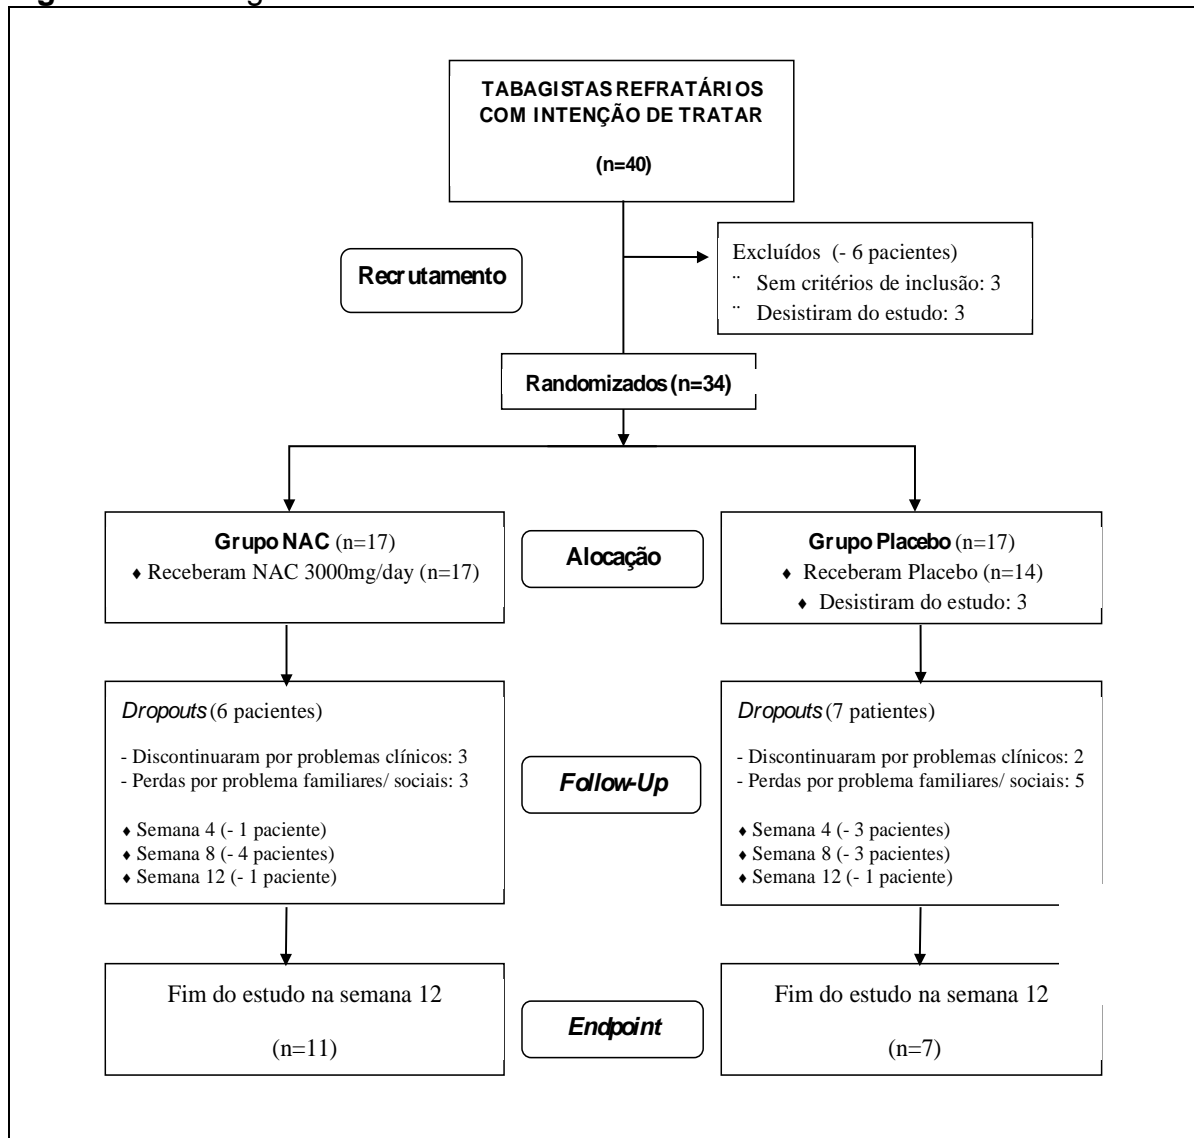 TABAGISTAS REFRATÁRIOS
COM INTENÇÃO DE TRATAR
(n=40)
Excluídos (- 6 pacientes)
¨ Sem critérios de inclusão: 3
¨ Desistiram do estudo: 3
Recrutamento
Randomizados (n=34)
Grupo NAC (n=17)
♦ Receberam NAC 3000mg/day (n=17)
Alocação
Grupo Placebo (n=17)
♦ Receberam Placebo (n=14)
♦ Desistiram do estudo: 3
Dropouts (6 pacientes)
- Discontinuaram por problemas clínicos: 3
- Perdas por problema familiares/ sociais: 3
♦ Semana 4 (- 1 paciente)
♦ Semana 8 (- 4 pacientes)
♦ Semana 12 (- 1 paciente)
Follow-Up
Dropouts (7 patientes)
- Discontinuaram por problemas clínicos: 2
- Perdas por problema familiares/ sociais: 5
♦ Semana 4 (- 3 pacientes)
♦ Semana 8 (- 3 pacientes)
♦ Semana 12 (- 1 paciente)
Fim do estudo na semana 12
(n=11)
Endpoint
Fim do estudo na semana 12
(n=7)